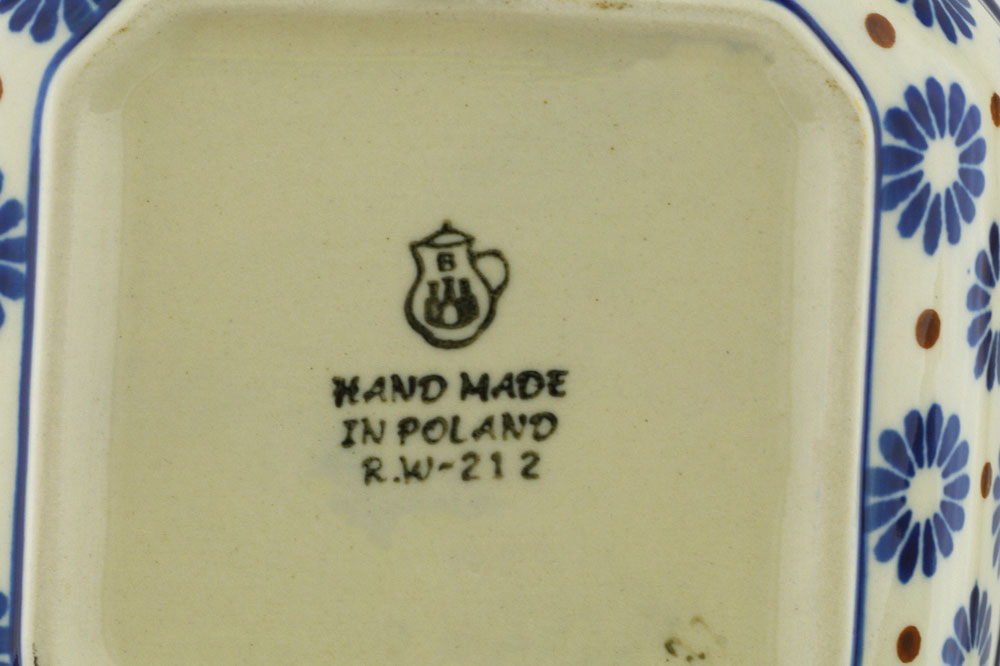 B
HAND MADE
IN POLAND
R.W-212